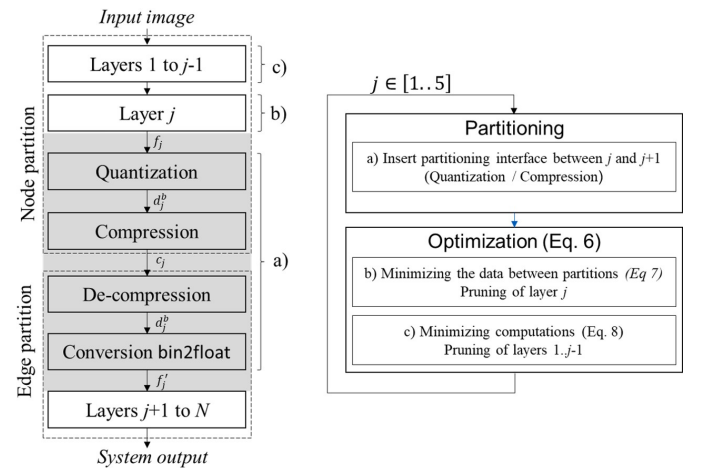 Input image
Layers 1 to j-1
c)
Layer j
b)
f_j
Quantization
d_j^b
Compression
c_j
a)
De-compression
d_j^b
Conversion bin2float
f_j'
Layers j+1 to N
System output
Node partition
Edge partition
j ∈ [1..5]
Partitioning
a) Insert partitioning interface between j and j+1
(Quantization / Compression)
Optimization (Eq. 6)
b) Minimizing the data between partitions (Eq 7)
Pruning of layer j
c) Minimizing computations (Eq. 8)
Pruning of layers 1..j-1